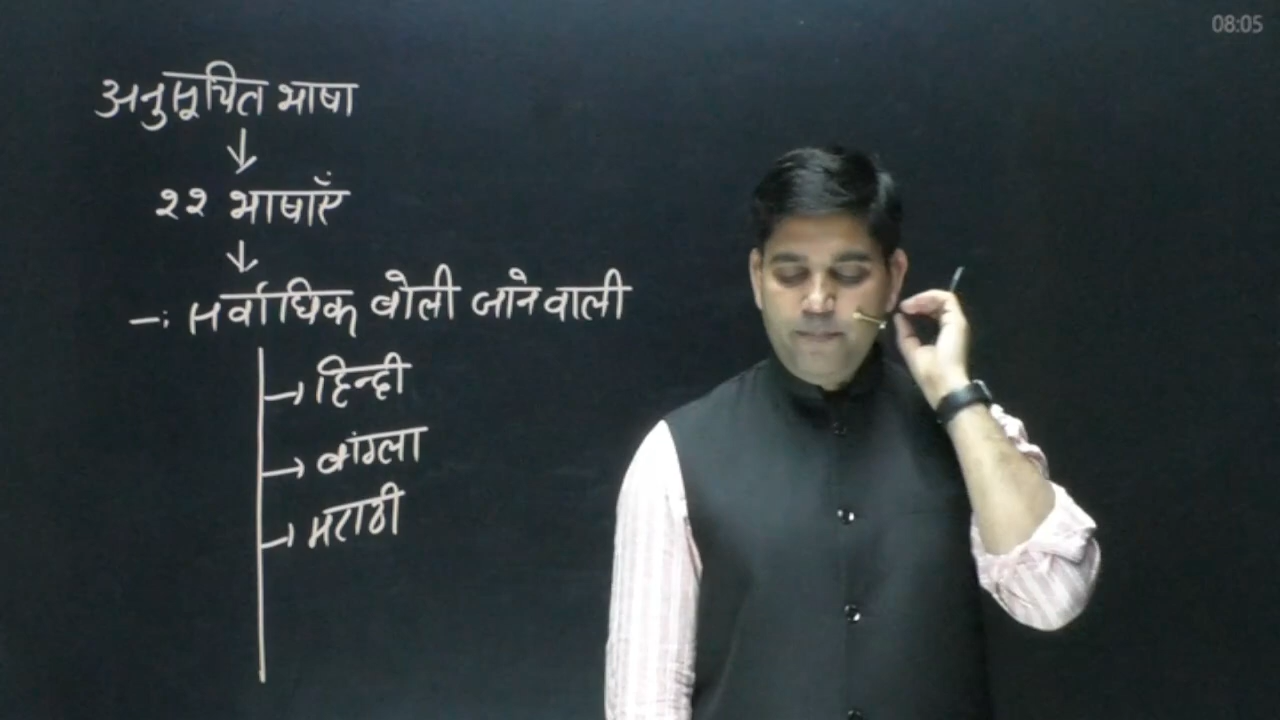 08:05
अनुसूचित भाषा
↓
२२ भाषाएँ
↓
–: सर्वाधिक बोली जाने वाली
→ हिन्दी
→ बांग्ला
→ मराठी